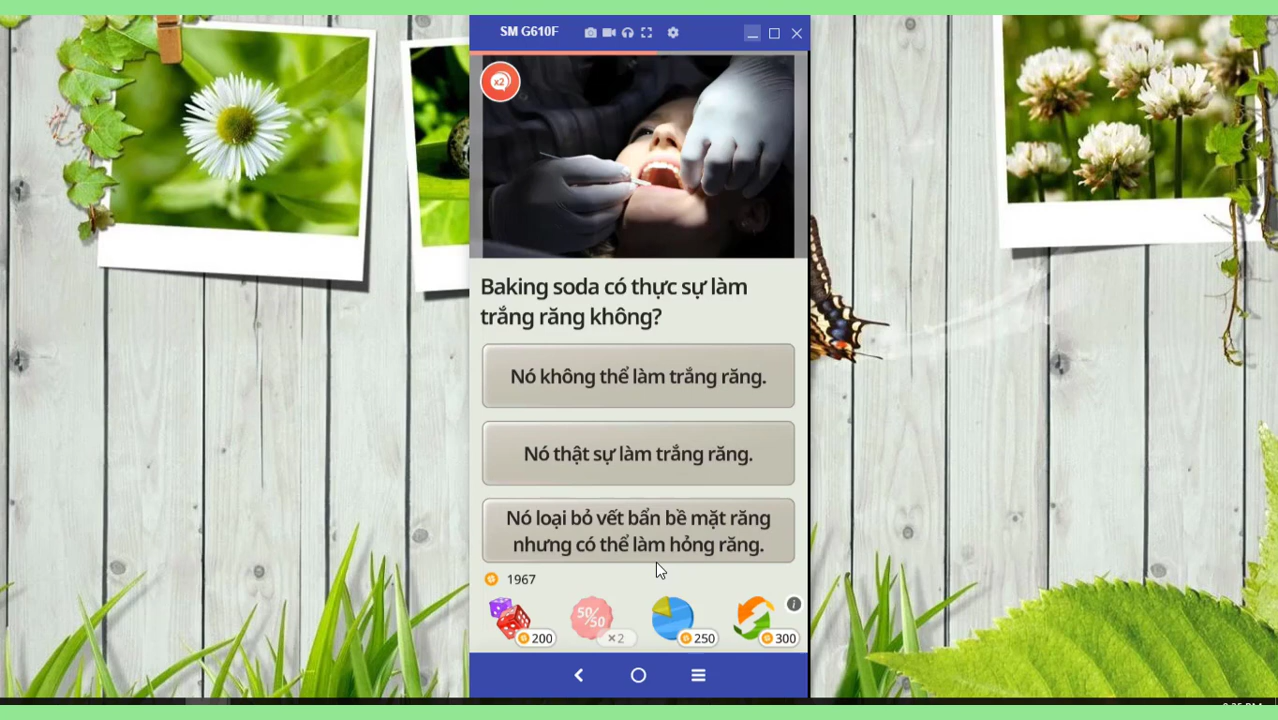 SM G610F
x2
Baking soda có thực sự làm
trắng răng không?
Nó không thể làm trắng răng.
Nó thật sự làm trắng răng.
Nó loại bỏ vết bẩn bề mặt răng
nhưng có thể làm hỏng răng.
1967
50/50
200
×2
250
300
i